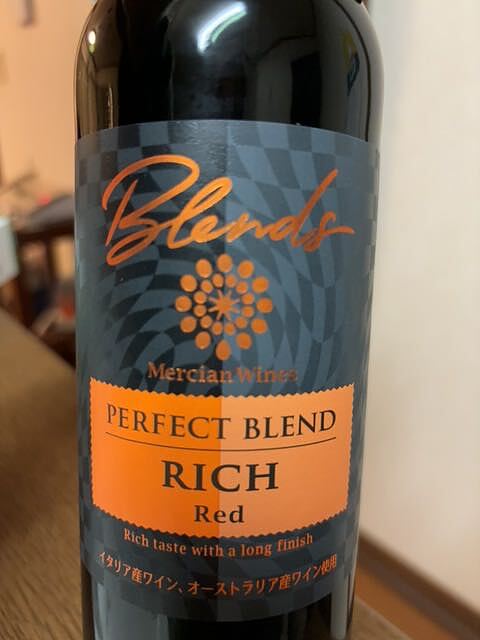 Blends
Mercian Wines
PERFECT BLEND
RICH
Red
Rich taste with a long finish
イタリア産ワイン、オーストラリア産ワイン使用